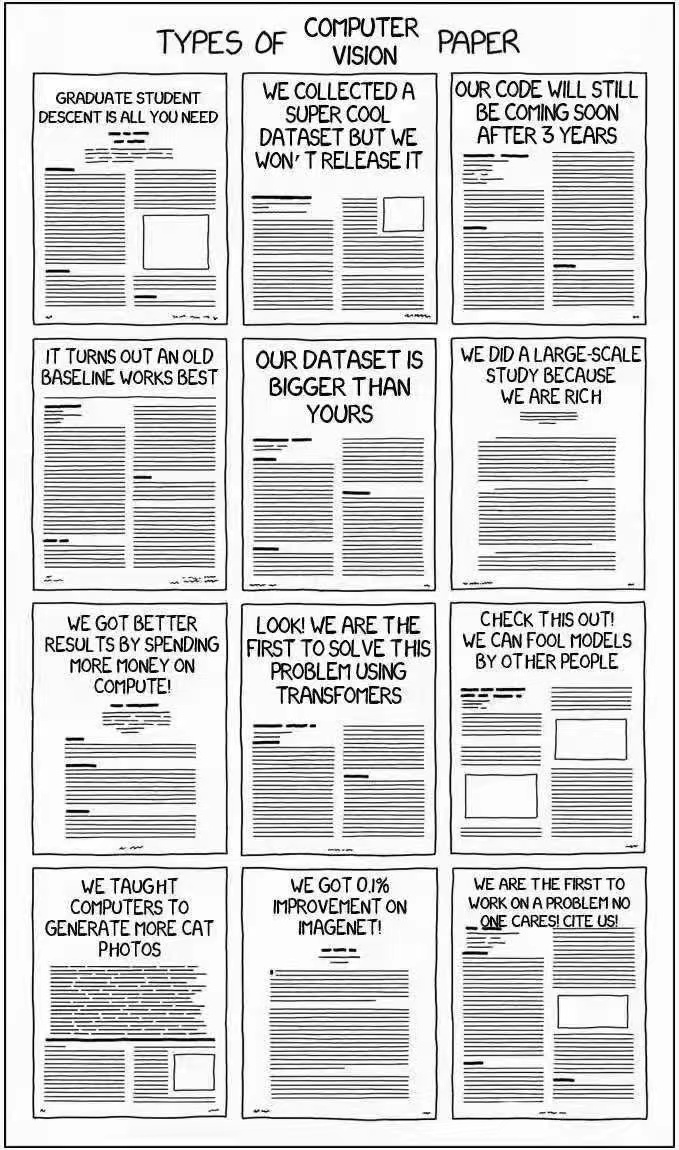 TYPES OF COMPUTER VISION PAPER
GRADUATE STUDENT
DESCENT IS ALL YOU NEED
WE COLLECTED A
SUPER COOL
DATASET BUT WE
WON'T RELEASE IT
OUR CODE WILL STILL
BE COMING SOON
AFTER 3 YEARS
IT TURNS OUT AN OLD
BASELINE WORKS BEST
OUR DATASET IS
BIGGER THAN
YOURS
WE DID A LARGE-SCALE
STUDY BECAUSE
WE ARE RICH
WE GOT BETTER
RESULTS BY SPENDING
MORE MONEY ON
COMPUTE!
LOOK! WE ARE THE
FIRST TO SOLVE THIS
PROBLEM USING
TRANSFOMERS
CHECK THIS OUT!
WE CAN FOOL MODELS
BY OTHER PEOPLE
WE TAUGHT
COMPUTERS TO
GENERATE MORE CAT
PHOTOS
WE GOT 0.1%
IMPROVEMENT ON
IMAGENET!
WE ARE THE FIRST TO
WORK ON A PROBLEM NO
ONE CARES! CITE US!